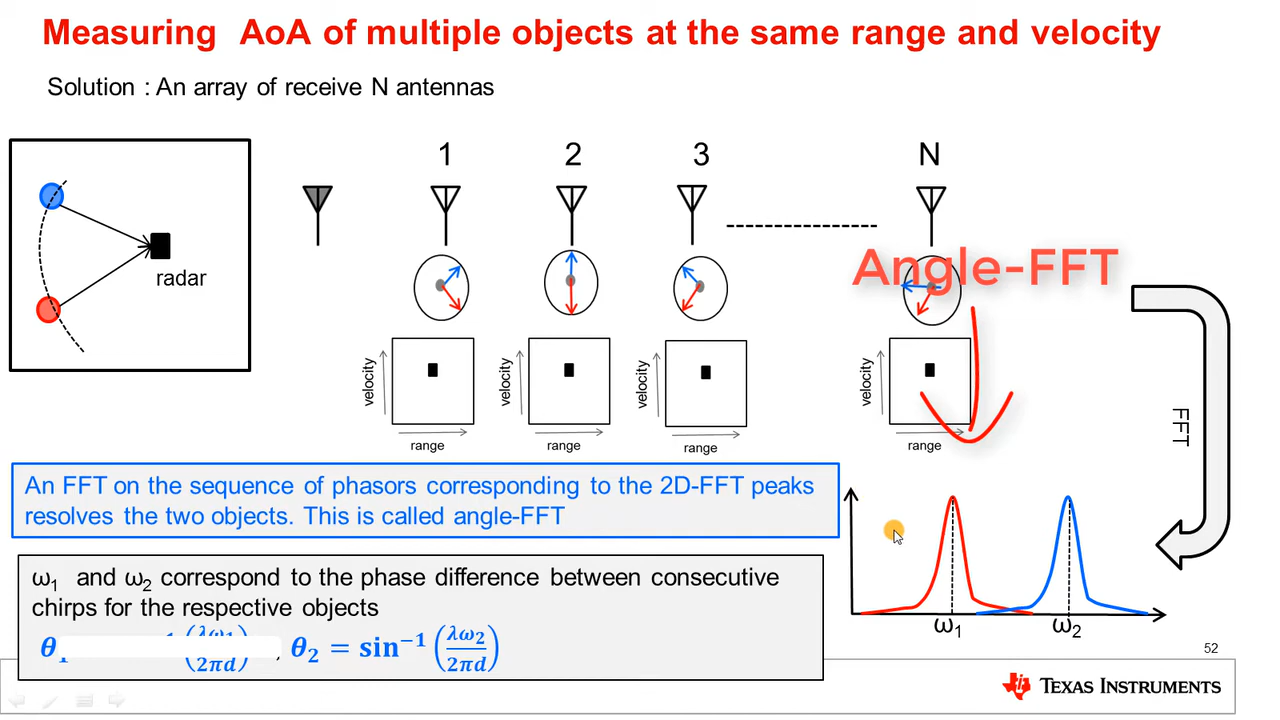 Measuring AoA of multiple objects at the same range and velocity
Solution : An array of receive N antennas
1 2 3 N
radar
Angle-FFT
velocity velocity velocity velocity
range range range range
FFT
An FFT on the sequence of phasors corresponding to the 2D-FFT peaks
resolves the two objects. This is called angle-FFT
ω₁ and ω₂ correspond to the phase difference between consecutive
chirps for the respective objects
θ₁ (λω₁/2πd), θ₂ = sin⁻¹(λω₂/2πd)
ω₁ ω₂
52
TEXAS INSTRUMENTS